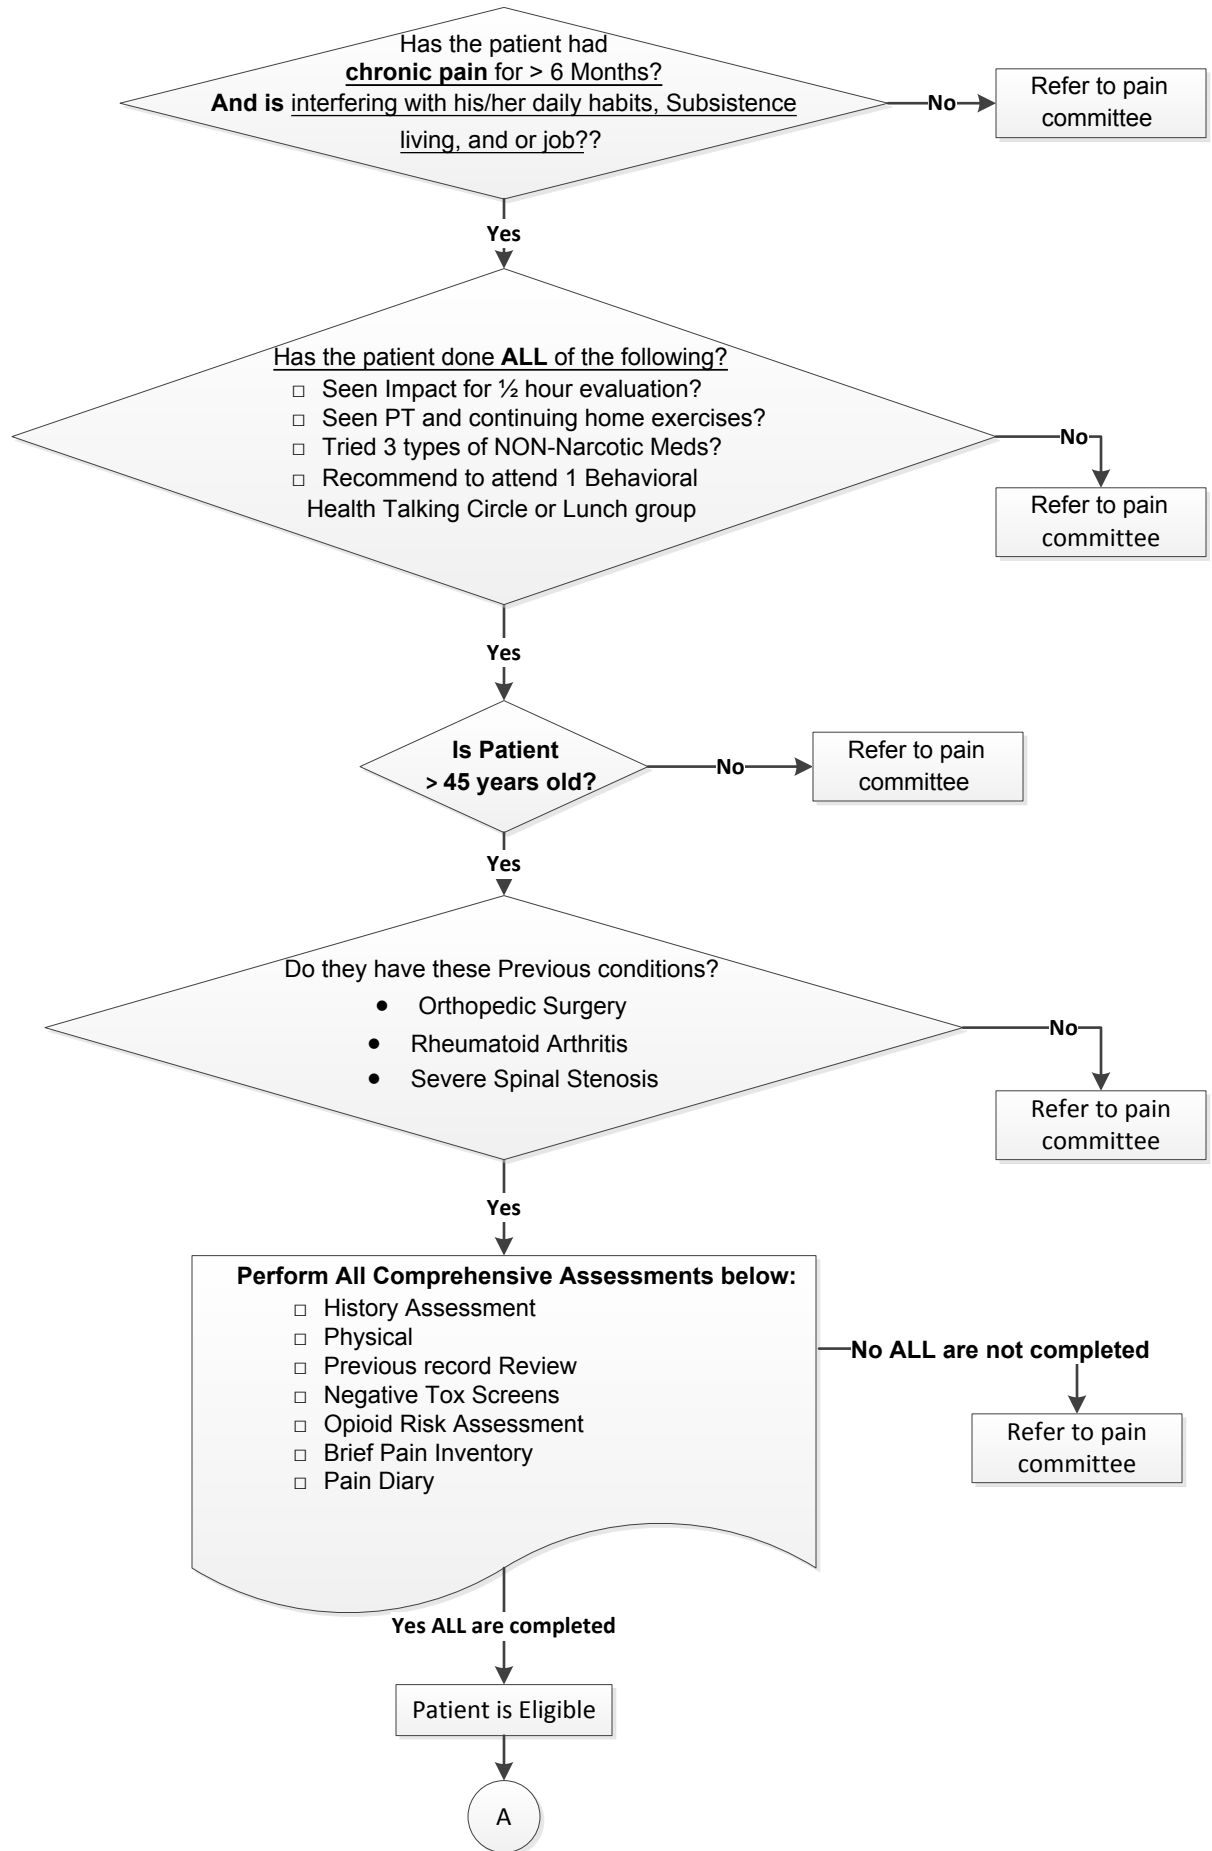 Has the patient had
chronic pain for > 6 Months?
And is interfering with his/her daily habits, Subsistence
living, and or job??
No
Refer to pain
committee
Yes
Has the patient done ALL of the following?
□ Seen Impact for ½ hour evaluation?
□ Seen PT and continuing home exercises?
□ Tried 3 types of NON-Narcotic Meds?
□ Recommend to attend 1 Behavioral
Health Talking Circle or Lunch group
No
Refer to pain
committee
Yes
Is Patient
> 45 years old?
No
Refer to pain
committee
Yes
Do they have these Previous conditions?
● Orthopedic Surgery
● Rheumatoid Arthritis
● Severe Spinal Stenosis
No
Refer to pain
committee
Yes
Perform All Comprehensive Assessments below:
□ History Assessment
□ Physical
□ Previous record Review
□ Negative Tox Screens
□ Opioid Risk Assessment
□ Brief Pain Inventory
□ Pain Diary
No ALL are not completed
Refer to pain
committee
Yes ALL are completed
Patient is Eligible
A